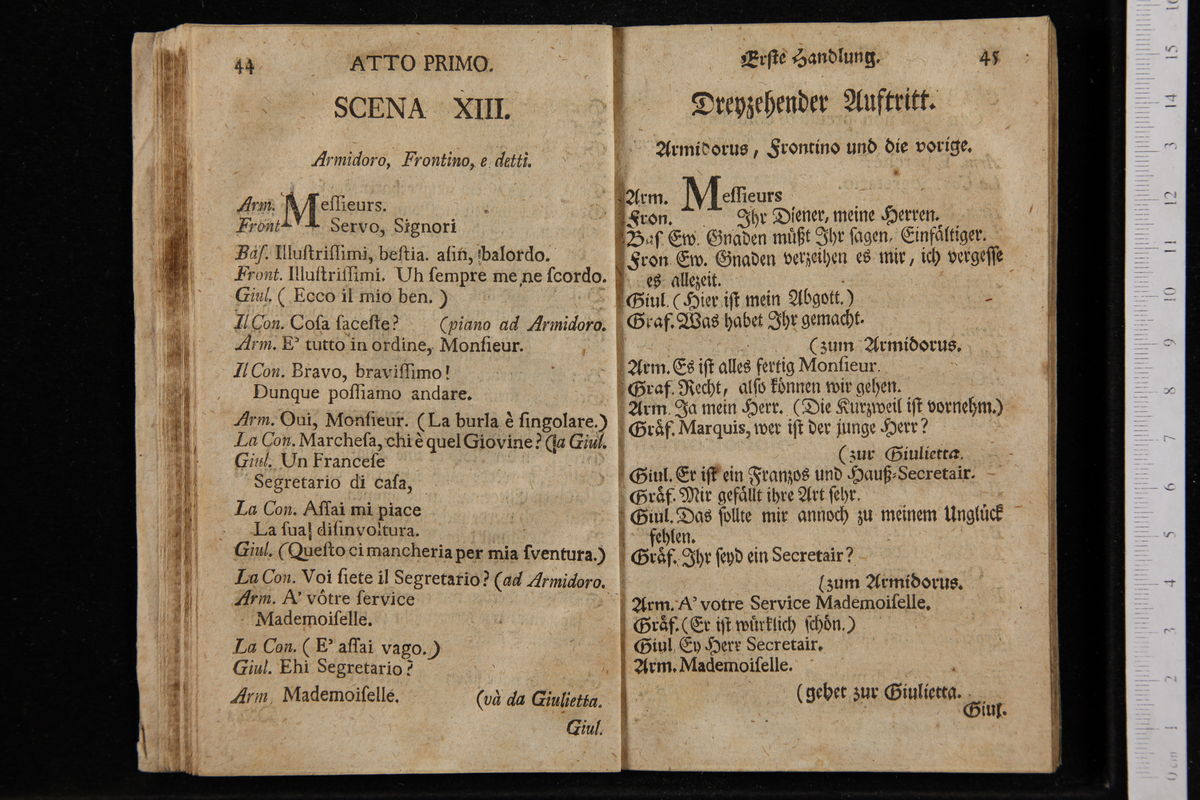 44 ATTO PRIMO.
SCENA XIII.
Armidoro, Frontino, e detti.
Arm. Meſſieurs.
Front Servo, Signori
Baſ. Illuſtriſſimi, beſtia. aſin, balordo.
Front. Illuſtriſſimi. Uh ſempre me ne ſcordo.
Giul. ( Ecco il mio ben. )
Il Con. Coſa faceſte? (piano ad Armidoro.
Arm. E' tutto in ordine, Monſieur.
Il Con. Bravo, braviſſimo!
Dunque poſſiamo andare.
Arm. Oui, Monſieur. (La burla è ſingolare.)
La Con. Marcheſa, chi è quel Giovine? (a Giul.
Giul. Un Franceſe
Segretario di caſa,
La Con. Aſſai mi piace
La ſua diſinvoltura.
Giul. (Queſto ci mancheria per mia ſventura.)
La Con. Voi ſiete il Segretario? (ad Armidoro.
Arm. A' vôtre ſervice
Mademoiſelle.
La Con. ( E' aſſai vago.)
Giul. Ehi Segretario?
Arm Mademoiſelle. (và da Giulietta.
Giul.
Erſte Handlung. 45
Dreyzehender Auftritt.
Armidorus, Frontino und die vorige.
Arm. Meſſieurs
Fron. Ihr Diener, meine Herren.
Baſ Ew. Gnaden müßt Ihr ſagen, Einfältiger.
Fron Ew. Gnaden verzeihen es mir, ich vergeſſe
es allezeit.
Giul. (Hier iſt mein Abgott.)
Graf. Was habet Ihr gemacht.
(zum Armidorus.
Arm. Es iſt alles fertig Monſieur.
Graf. Recht, alſo können wir gehen.
Arm. Ja mein Herr. (Die Kurzweil iſt vornehm.)
Gräf. Marquis, wer iſt der junge Herr?
(zur Giulietta.
Giul. Er iſt ein Franzos und Hauß-Secretair.
Gräf. Mir gefällt ihre Art ſehr.
Giul. Das ſollte mir annoch zu meinem Unglück
fehlen.
Gräf. Ihr ſeyd ein Secretair?
(zum Armidorus.
Arm. A' votre Service Mademoiſelle.
Gräf. (Er iſt würklich ſchön.)
Giul. Ey Herr Secretair.
Arm. Mademoiſelle.
(gehet zur Giulietta.
Giul.